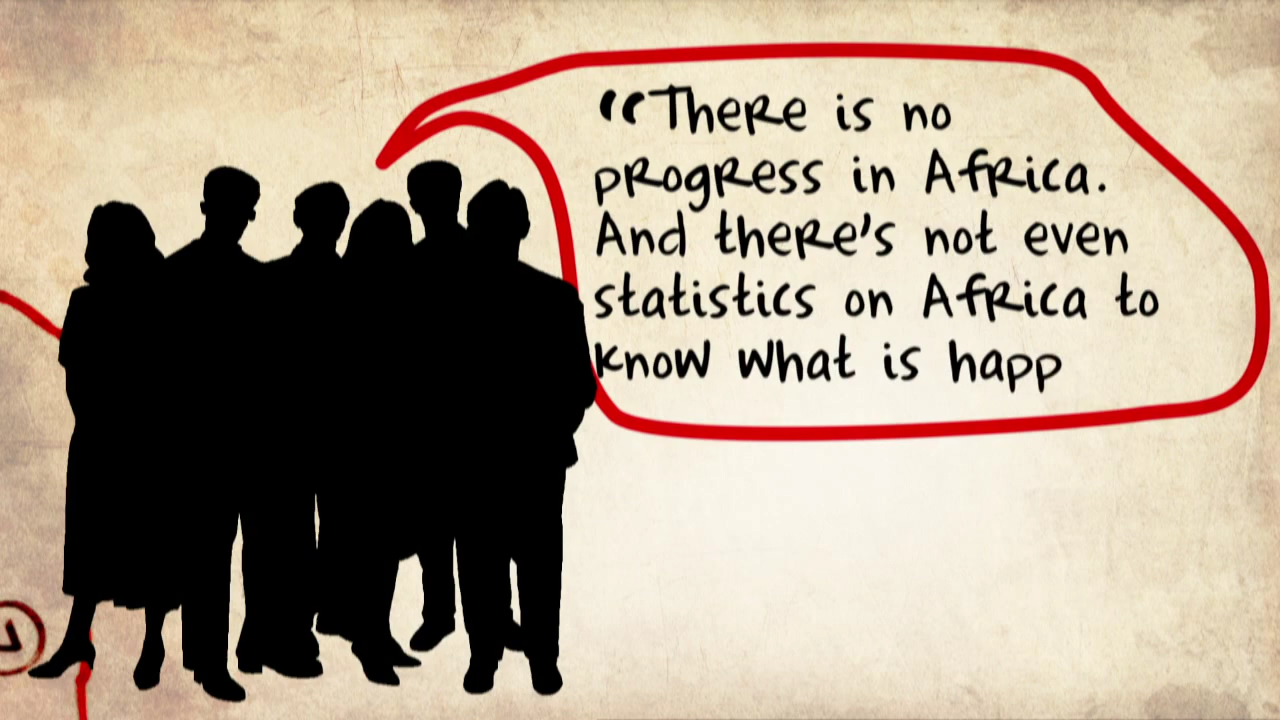 “There is no
progress in Africa.
And there's not even
statistics on Africa to
know what is happ